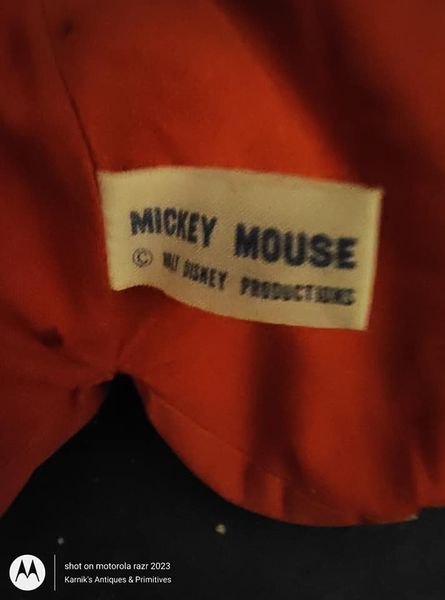 MICKEY MOUSE
© WALT DISNEY PRODUCTIONS
shot on motorola razr 2023
Karnik's Antiques & Primitives